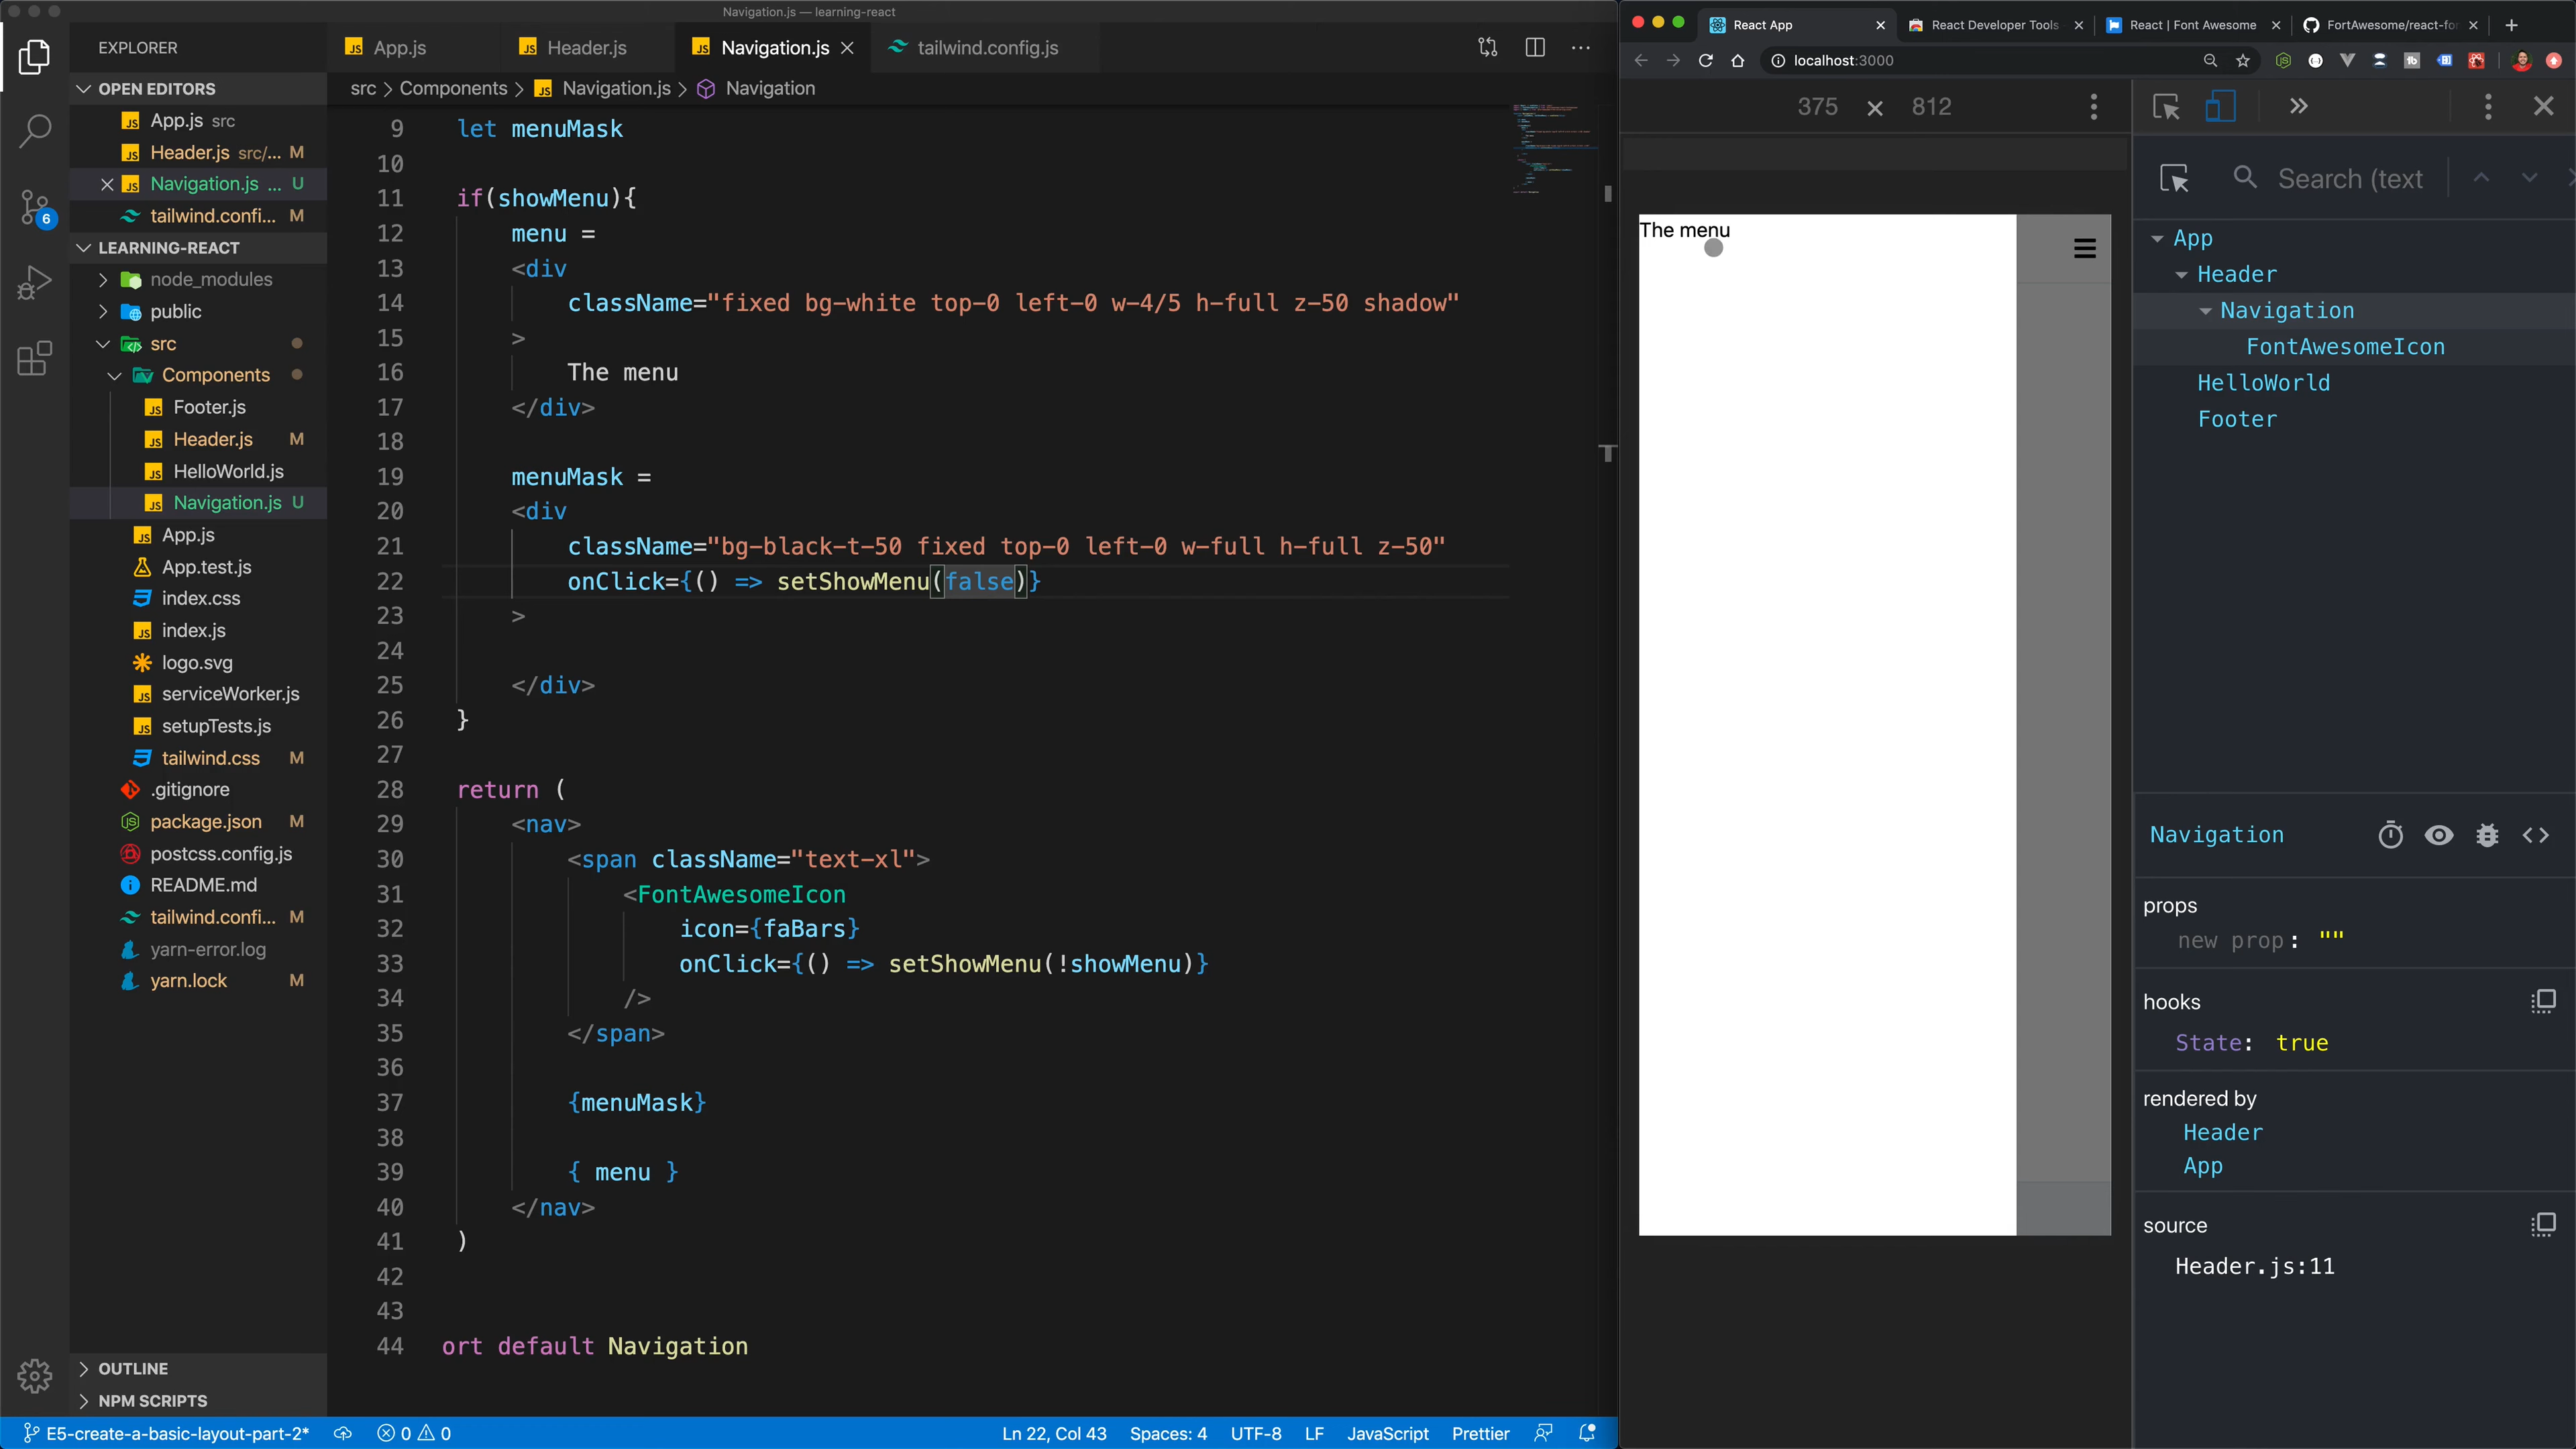 Navigation.js — learning-react
EXPLORER
OPEN EDITORS
App.js src
Header.js src/... M
Navigation.js ... U
tailwind.confi... M
LEARNING-REACT
node_modules
public
src
Components
Footer.js
Header.js M
HelloWorld.js
Navigation.js U
App.js
App.test.js
index.css
index.js
logo.svg
serviceWorker.js
setupTests.js
tailwind.css M
.gitignore
package.json M
postcss.config.js
README.md
tailwind.confi... M
yarn-error.log
yarn.lock M
OUTLINE
NPM SCRIPTS
6
App.js Header.js Navigation.js tailwind.config.js
src > Components > Navigation.js > Navigation
9 let menuMask
10
11 if(showMenu){
12 menu =
13 <div
14 className="fixed bg-white top-0 left-0 w-4/5 h-full z-50 shadow"
15 >
16 The menu
17 </div>
18
19 menuMask =
20 <div
21 className="bg-black-t-50 fixed top-0 left-0 w-full h-full z-50"
22 onClick={() => setShowMenu(false)}
23 >
24
25 </div>
26 }
27
28 return (
29 <nav>
30 <span className="text-xl">
31 <FontAwesomeIcon
32 icon={faBars}
33 onClick={() => setShowMenu(!showMenu)}
34 />
35 </span>
36
37 {menuMask}
38
39 { menu }
40 </nav>
41 )
42
43
44 ort default Navigation
E5-create-a-basic-layout-part-2* 0 0 Ln 22, Col 43 Spaces: 4 UTF-8 LF JavaScript Prettier
React App React Developer Tools React | Font Awesome FortAwesome/react-fo
localhost:3000
375 × 812
The menu
Search (text
App
Header
Navigation
FontAwesomeIcon
HelloWorld
Footer
Navigation
props
new prop: ""
hooks
State: true
rendered by
Header
App
source
Header.js:11